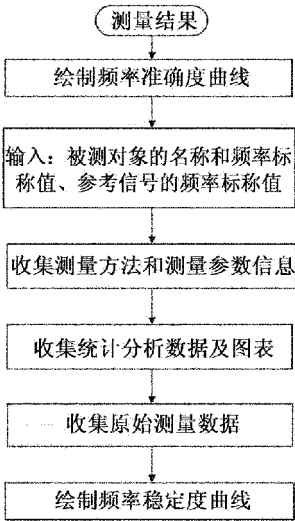 测量结果
绘制频率准确度曲线
输入：被测对象的名称和频率标
称值、参考信号的频率标称值
收集测量方法和测量参数信息
收集统计分析数据及图表
收集原始测量数据
绘制频率稳定度曲线